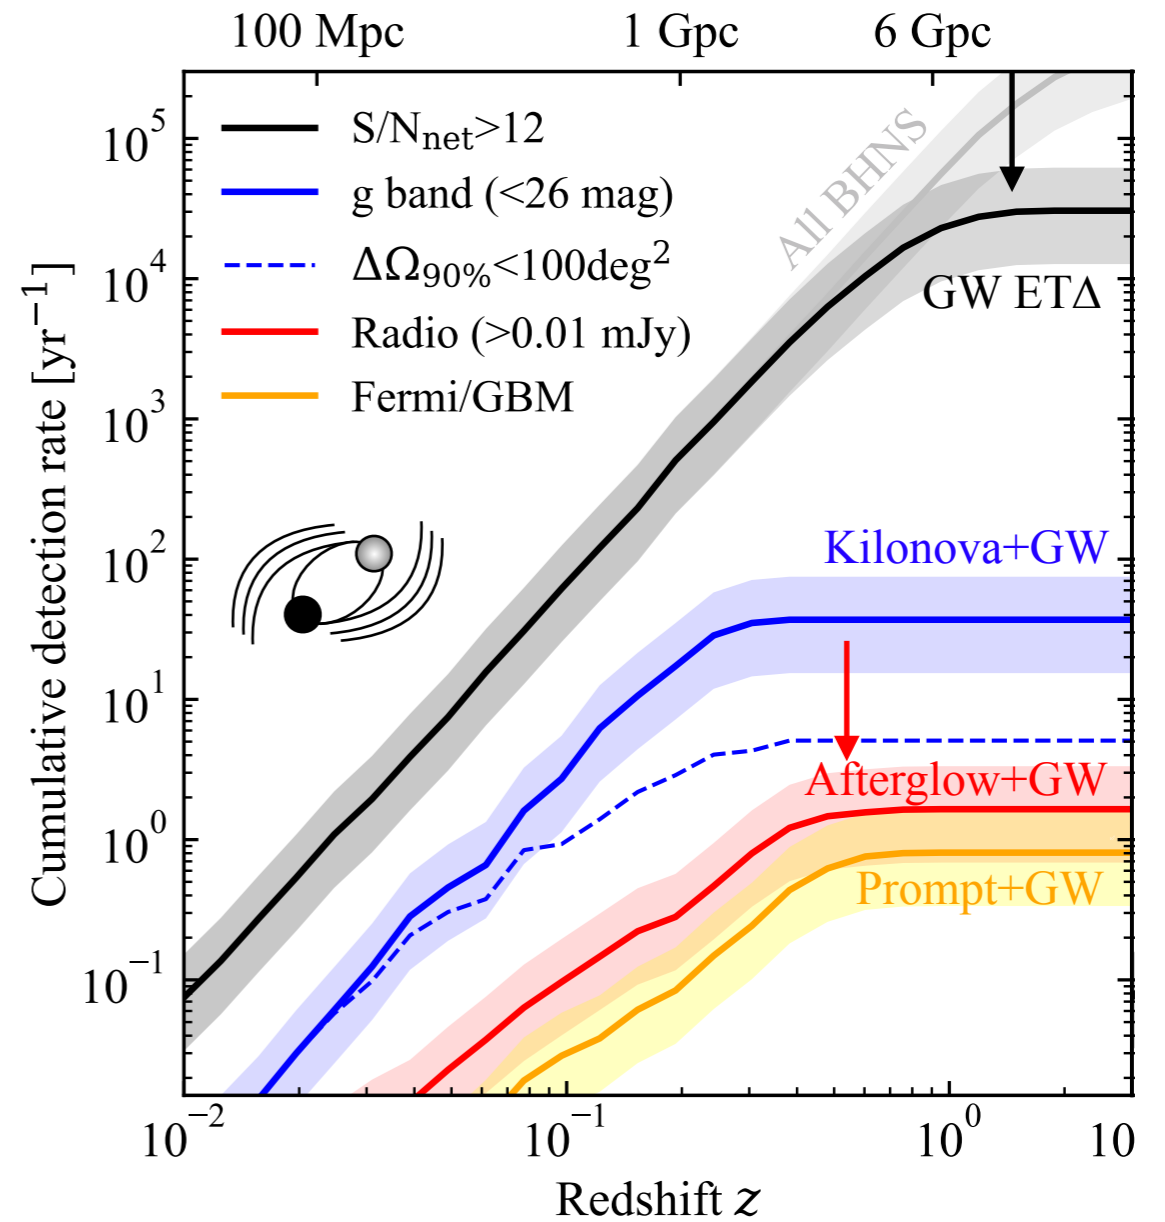 100 Mpc 1 Gpc 6 Gpc
S/N_net>12
g band (<26 mag)
ΔΩ_90%<100deg²
Radio (>0.01 mJy)
Fermi/GBM
All BHNS
GW ETΔ
Kilonova+GW
Afterglow+GW
Prompt+GW
Cumulative detection rate [yr⁻¹]
10⁵
10⁴
10³
10²
10¹
10⁰
10⁻¹
10⁻² 10⁻¹ 10⁰ 10
Redshift z